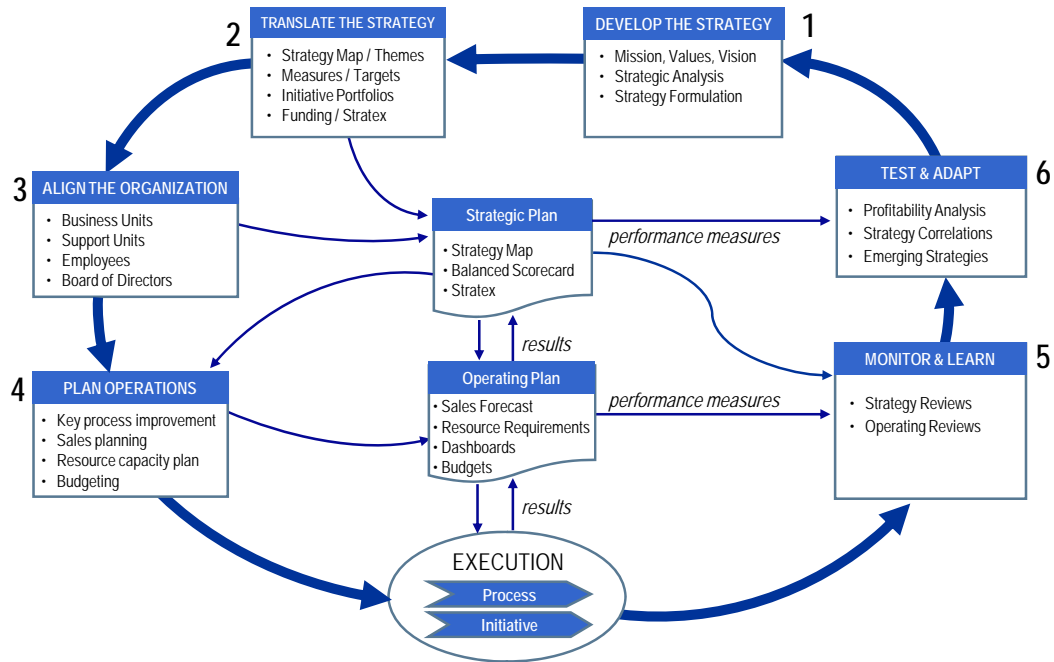 1
DEVELOP THE STRATEGY
• Mission, Values, Vision
• Strategic Analysis
• Strategy Formulation
2
TRANSLATE THE STRATEGY
• Strategy Map / Themes
• Measures / Targets
• Initiative Portfolios
• Funding / Stratex
3
ALIGN THE ORGANIZATION
• Business Units
• Support Units
• Employees
• Board of Directors
Strategic Plan
• Strategy Map
• Balanced Scorecard
• Stratex
performance measures
6
TEST & ADAPT
• Profitability Analysis
• Strategy Correlations
• Emerging Strategies
results
4
PLAN OPERATIONS
• Key process improvement
• Sales planning
• Resource capacity plan
• Budgeting
Operating Plan
• Sales Forecast
• Resource Requirements
• Dashboards
• Budgets
performance measures
5
MONITOR & LEARN
• Strategy Reviews
• Operating Reviews
results
EXECUTION
Process
Initiative